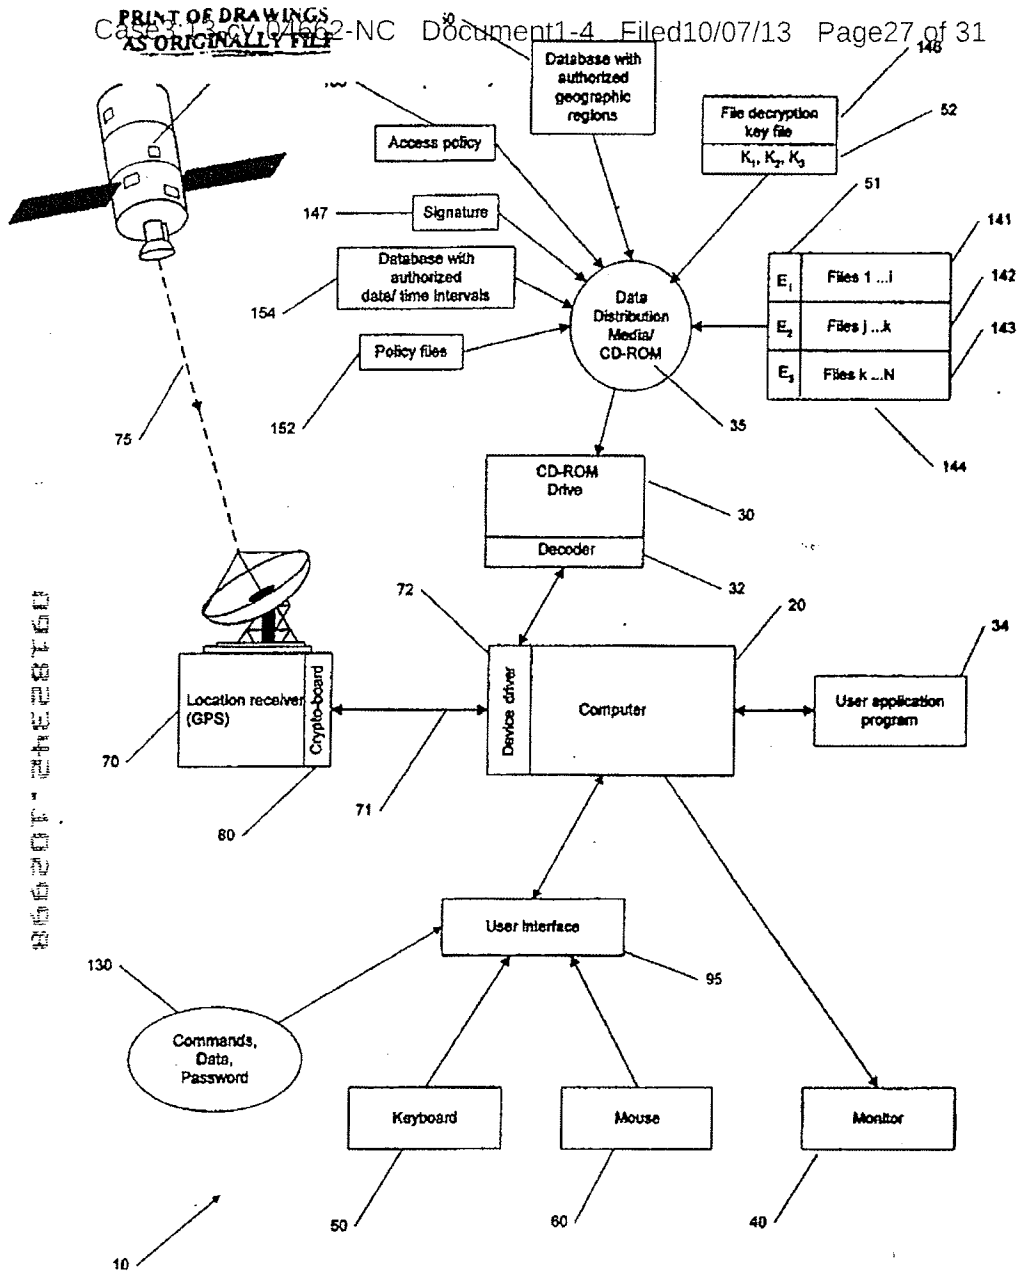 PRINT OF DRAWINGS
AS ORIGINALLY FILE
Document1-4 Filed10/07/13 Page27 of 31
148
Database with
authorized
geographic
regions
File decryption
key file
K1, K2, K3
52
Access policy
51
147
Signature
141
Database with
authorized
data/ time intervals
154
E1
Files 1 ...i
142
Data
Distribution
Media/
CD-ROM
E2
Files j ...k
143
Policy files
E3
Files k ...N
75
152
35
144
CD-ROM
Drive
30
Decoder
72
32
20
34
Location receiver
(GPS)
Crypto-board
Device driver
Computer
User application
program
70
71
80
User Interface
130
95
Commands,
Data,
Password
Keyboard
Mouse
Monitor
50
60
40
10